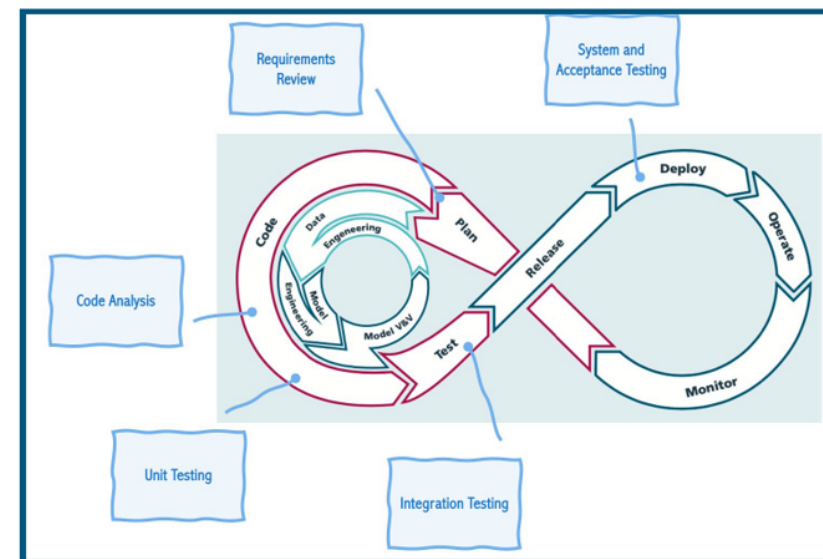 Requirements
Review
System and
Acceptance Testing
Code
Data
Engeneering
Plan
Engineering
Model
Model V&V
Test
Release
Deploy
Operate
Monitor
Code Analysis
Unit Testing
Integration Testing